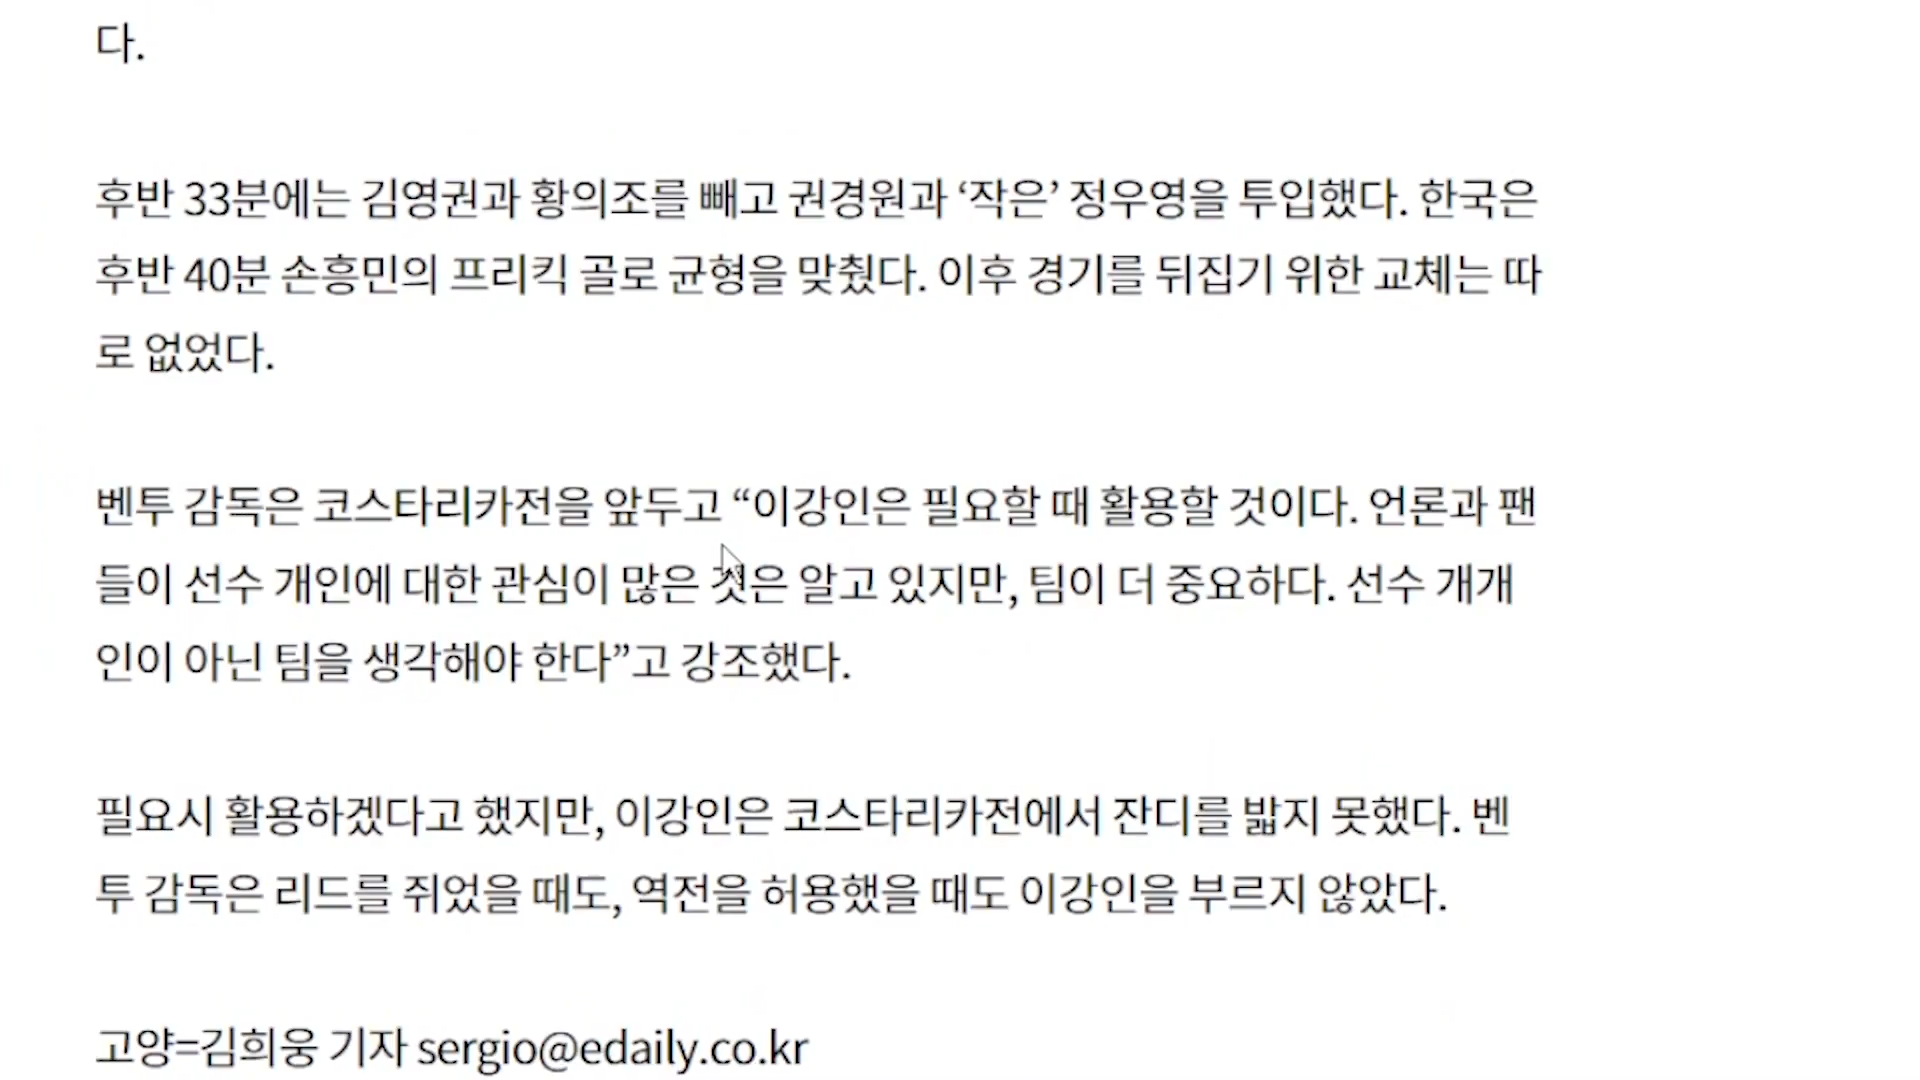 다.
후반 33분에는 김영권과 황의조를 빼고 권경원과 ‘작은’ 정우영을 투입했다. 한국은
후반 40분 손흥민의 프리킥 골로 균형을 맞췄다. 이후 경기를 뒤집기 위한 교체는 따
로 없었다.
벤투 감독은 코스타리카전을 앞두고 “이강인은 필요할 때 활용할 것이다. 언론과 팬
들이 선수 개인에 대한 관심이 많은 것은 알고 있지만, 팀이 더 중요하다. 선수 개개
인이 아닌 팀을 생각해야 한다”고 강조했다.
필요시 활용하겠다고 했지만, 이강인은 코스타리카전에서 잔디를 밟지 못했다. 벤
투 감독은 리드를 쥐었을 때도, 역전을 허용했을 때도 이강인을 부르지 않았다.
고양=김희웅 기자 sergio@edaily.co.kr